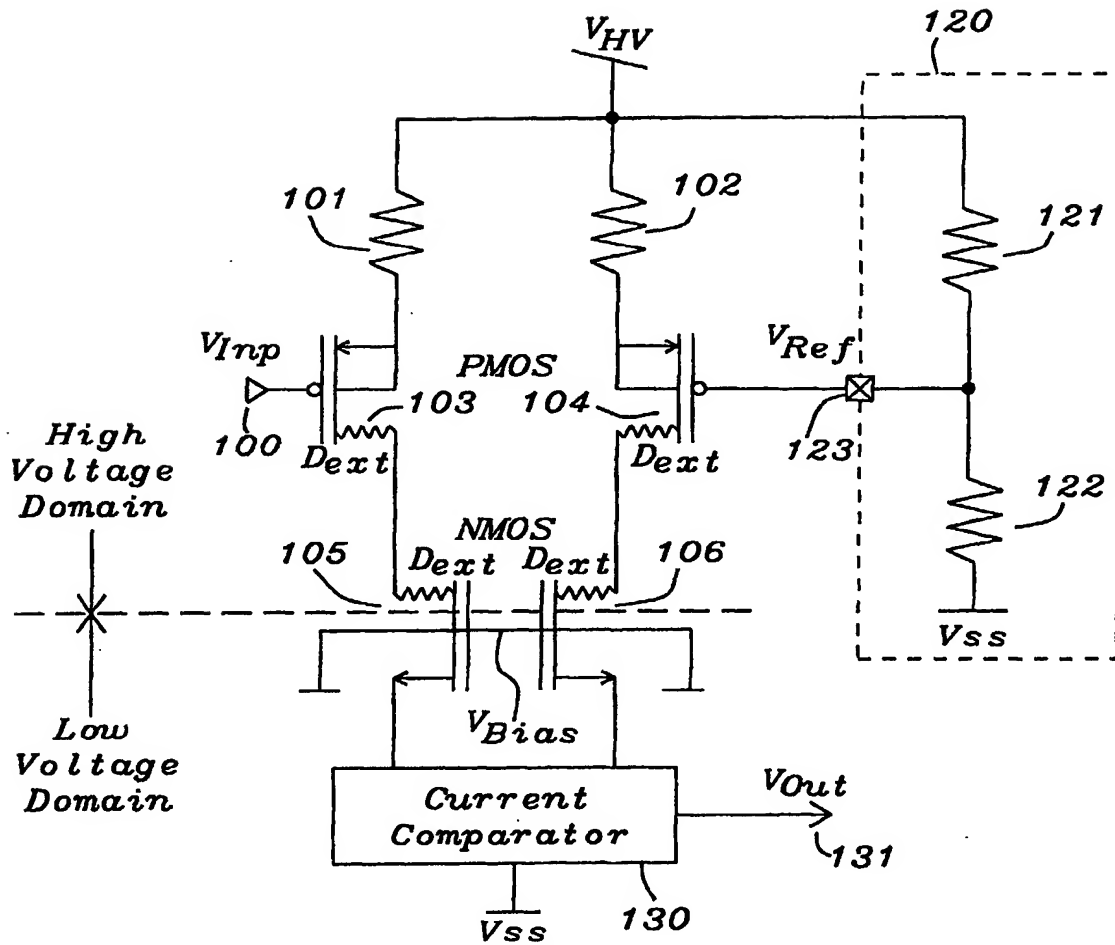 120
V_HV
101
102
121
V_Inp
PMOS
V_Ref
103
104
100
D_ext
D_ext
123
High
Voltage
Domain
122
NMOS
105
D_ext
D_ext
106
Vss
V_Bias
Low
Voltage
Domain
Current
Comparator
V_Out
131
130
Vss